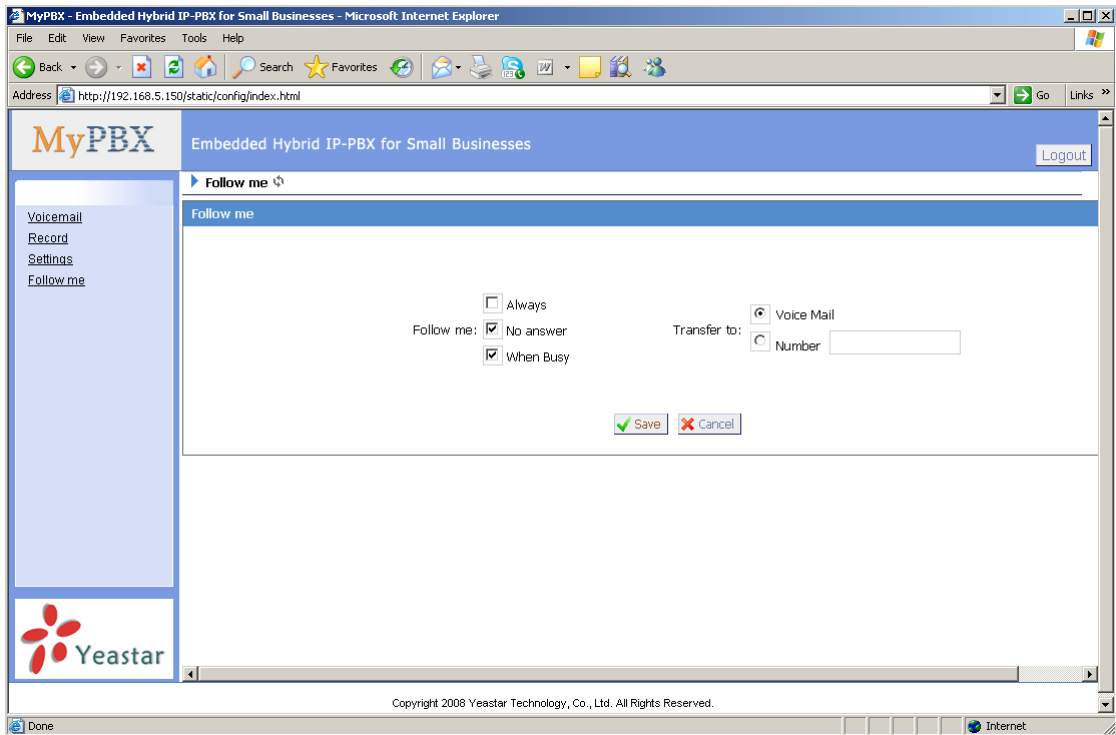 MyPBX - Embedded Hybrid IP-PBX for Small Businesses - Microsoft Internet Explorer
File Edit View Favorites Tools Help
Back Search Favorites
Address http://192.168.5.150/static/config/index.html Go Links »
MyPBX Embedded Hybrid IP-PBX for Small Businesses
Logout
Follow me
Follow me
Voicemail
Record
Settings
Follow me
Always
Follow me: No answer
When Busy
Transfer to: Voice Mail
Number
Save Cancel
Yeastar
Copyright 2008 Yeastar Technology, Co., Ltd. All Rights Reserved.
Done Internet